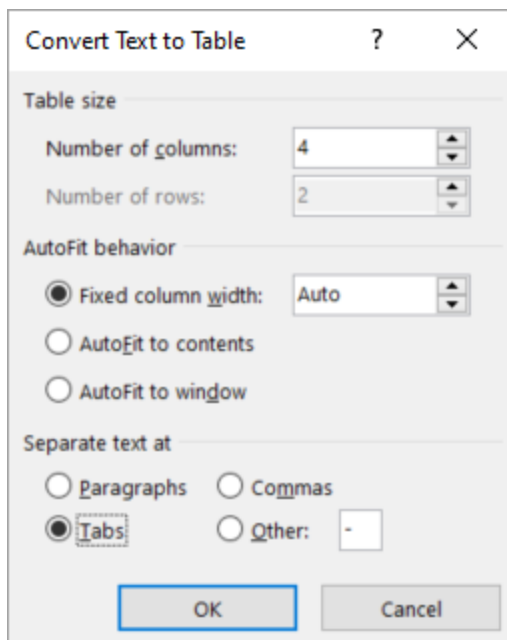 Convert Text to Table ?
Table size
Number of columns: 4
Number of rows: 2
AutoFit behavior
Fixed column width: Auto
AutoFit to contents
AutoFit to window
Separate text at
Paragraphs Commas
Tabs Other: -
OK Cancel